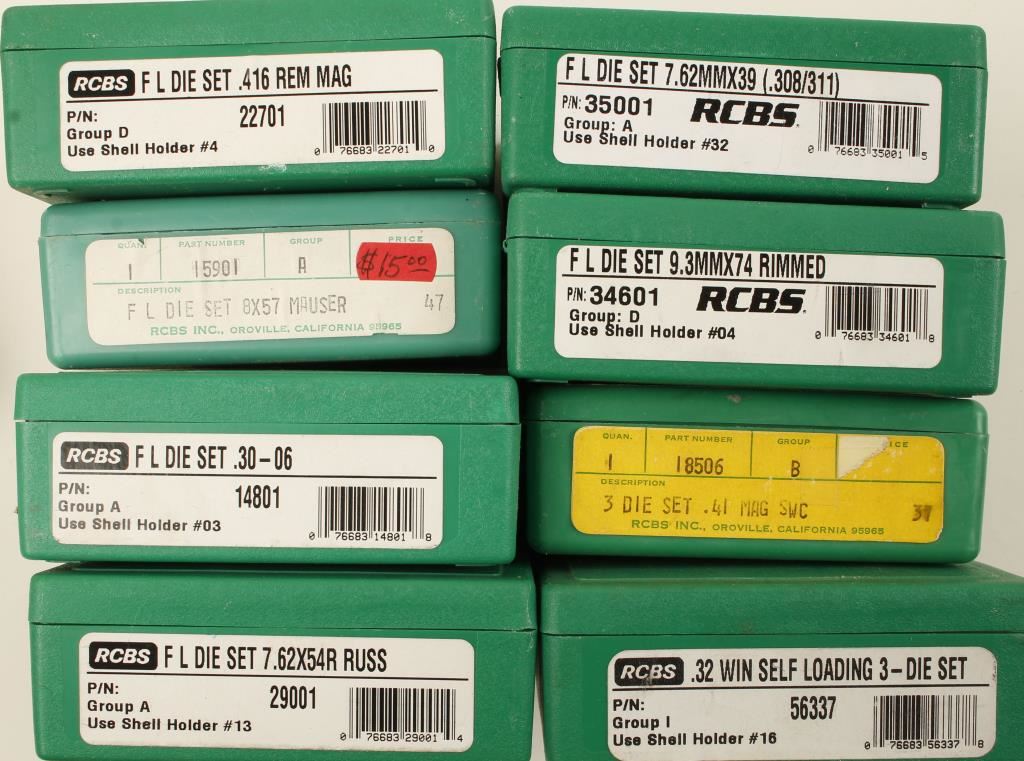 RCBS F L DIE SET .416 REM MAG
P/N: 22701
Group D
Use Shell Holder #4
0 76683 22701 0
F L DIE SET 7.62MMX39 (.308/311)
P/N: 35001 RCBS.
Group: A
Use Shell Holder #32
0 76683 35001 5
QUAN. PART NUMBER GROUP PRICE
1 15901 A $15.00
DESCRIPTION
F L DIE SET 8X57 MAUSER 47
RCBS INC., OROVILLE, CALIFORNIA 95965
F L DIE SET 9.3MMX74 RIMMED
P/N: 34601 RCBS.
Group: D
Use Shell Holder #04
0 76683 34601 8
RCBS F L DIE SET .30-06
P/N: 14801
Group A
Use Shell Holder #03
0 76683 14801 8
QUAN. PART NUMBER GROUP ICE
1 18506 B
DESCRIPTION
3 DIE SET .41 MAG SWC 37
RCBS INC., OROVILLE, CALIFORNIA 95965
RCBS F L DIE SET 7.62X54R RUSS
P/N: 29001
Group A
Use Shell Holder #13
0 76683 29001 4
RCBS .32 WIN SELF LOADING 3-DIE SET
P/N: 56337
Group I
Use Shell Holder #16
0 76683 56337 8